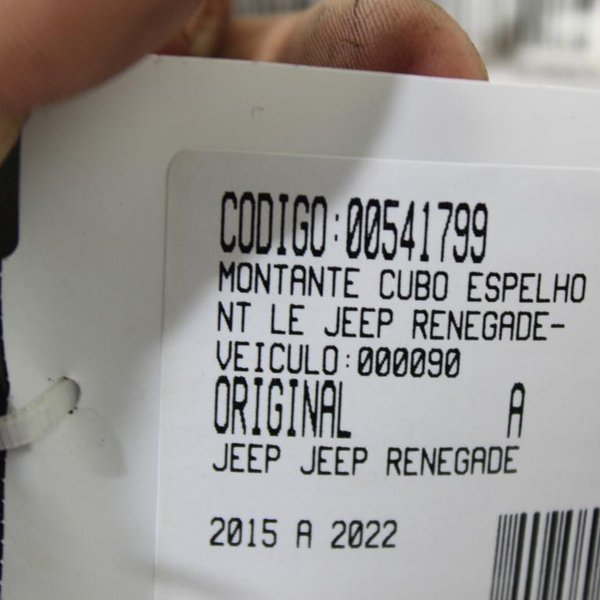 CODIGO:00541799
MONTANTE CUBO ESPELHO
NT LE JEEP RENEGADE-
VEICULO:000090
ORIGINAL A
JEEP JEEP RENEGADE
2015 A 2022